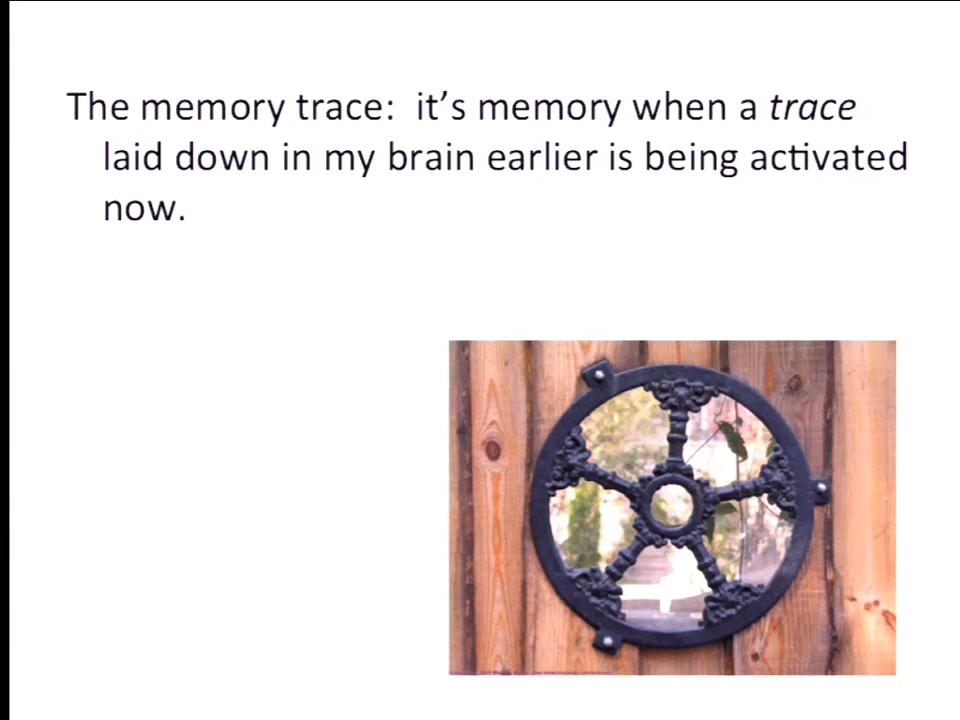 The memory trace:  it's memory when a trace
laid down in my brain earlier is being activated
now.